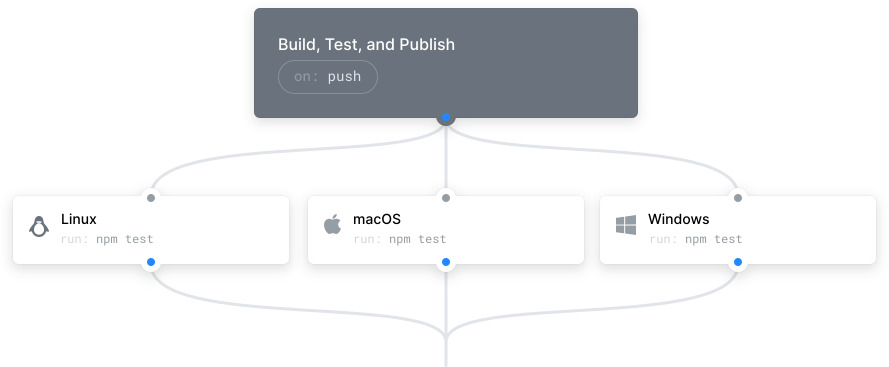 Build, Test, and Publish
on: push
Linux
run: npm test
macOS
run: npm test
Windows
run: npm test